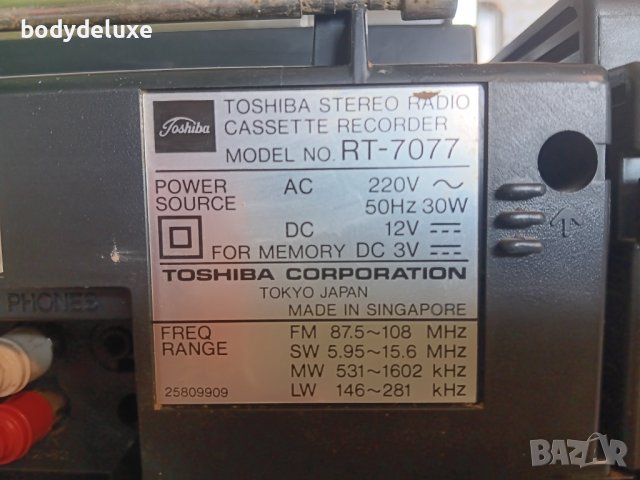 bodydeluxe
Toshiba
TOSHIBA STEREO RADIO
CASSETTE RECORDER
MODEL NO. RT-7077
POWER SOURCE AC 220V ~
50Hz 30W
DC 12V
FOR MEMORY DC 3V
TOSHIBA CORPORATION
TOKYO JAPAN
MADE IN SINGAPORE
PHONES
FREQ RANGE FM 87.5~108 MHz
SW 5.95~15.6 MHz
MW 531~1602 kHz
25809909 LW 146~281 kHz
BAZAR